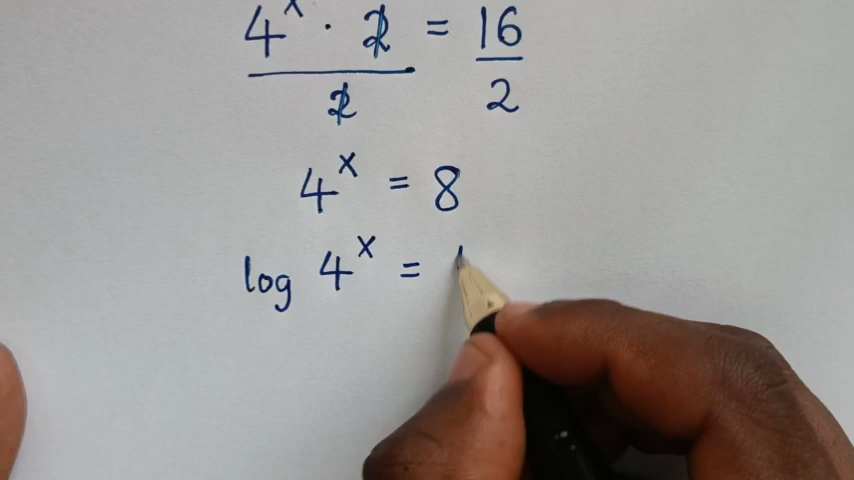 4^x · 2 = 16
2 2
4^x = 8
log 4^x =